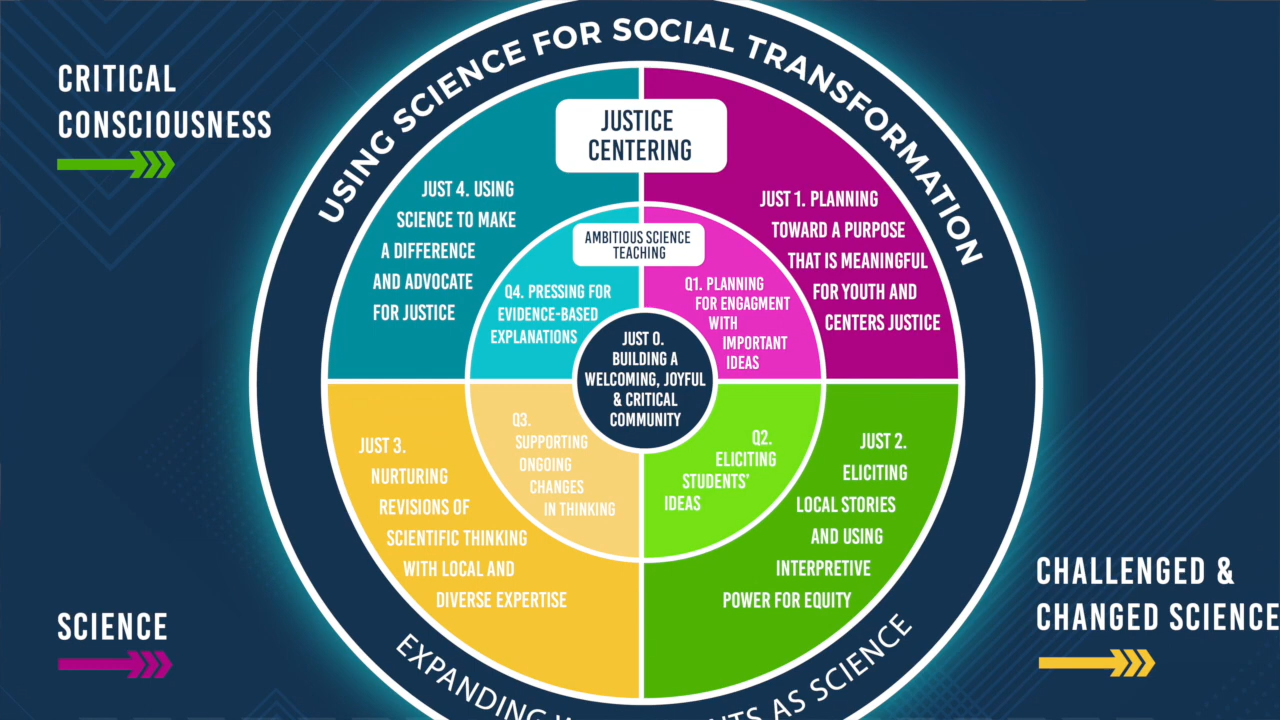 CRITICAL
CONSCIOUSNESS
USING SCIENCE FOR SOCIAL TRANSFORMATION
JUSTICE
CENTERING
JUST 4. USING
SCIENCE TO MAKE
A DIFFERENCE
AND ADVOCATE
FOR JUSTICE
JUST 1. PLANNING
TOWARD A PURPOSE
THAT IS MEANINGFUL
FOR YOUTH AND
CENTERS JUSTICE
AMBITIOUS SCIENCE
TEACHING
Q4. PRESSING FOR
EVIDENCE-BASED
EXPLANATIONS
Q1. PLANNING
FOR ENGAGMENT
WITH
IMPORTANT
IDEAS
JUST 0.
BUILDING A
WELCOMING, JOYFUL
& CRITICAL
COMMUNITY
Q3.
SUPPORTING
ONGOING
CHANGES
IN THINKING
Q2.
ELICITING
STUDENTS'
IDEAS
JUST 3.
NURTURING
REVISIONS OF
SCIENTIFIC THINKING
WITH LOCAL AND
DIVERSE EXPERTISE
JUST 2.
ELICITING
LOCAL STORIES
AND USING
INTERPRETIVE
POWER FOR EQUITY
EXPANDING AS SCIENCE
SCIENCE
CHALLENGED &
CHANGED SCIENCE